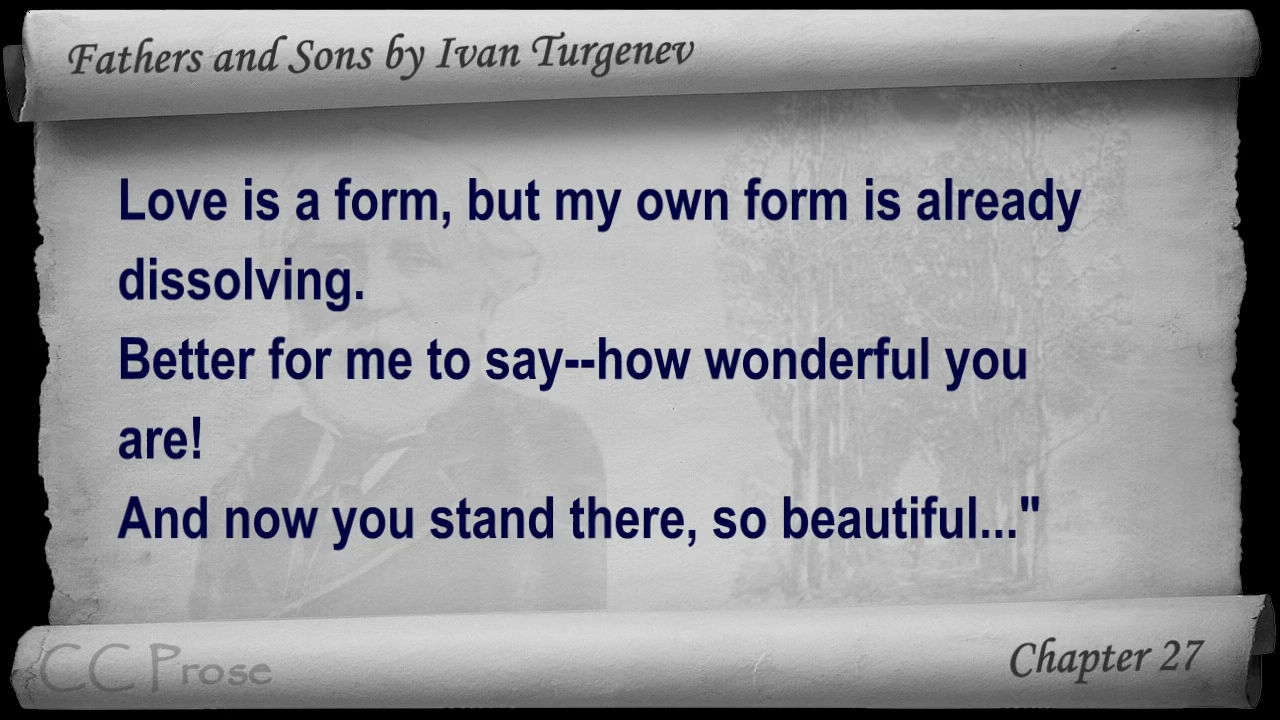 Fathers and Sons by Ivan Turgenev
Love is a form, but my own form is already
dissolving.
Better for me to say--how wonderful you
are!
And now you stand there, so beautiful..."
CC Prose
Chapter 27